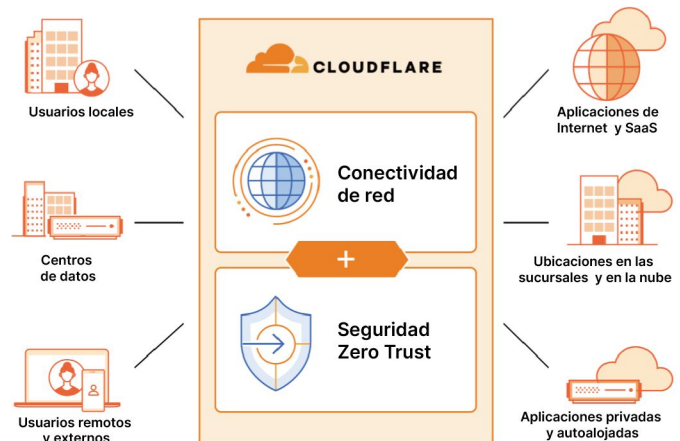 CLOUDFLARE
Usuarios locales
Centros
de datos
Usuarios remotos
y externos
Conectividad
de red
+
Seguridad
Zero Trust
Aplicaciones de
Internet y SaaS
Ubicaciones en las
sucursales y en la nube
Aplicaciones privadas
y autoalojadas